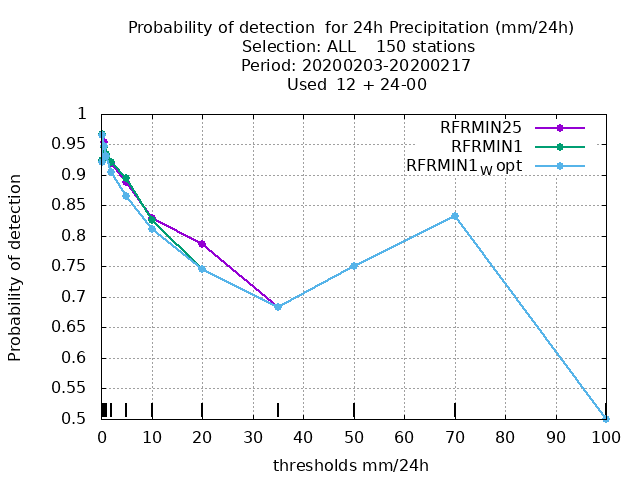 Probability of detection  for 24h Precipitation (mm/24h)
Selection: ALL    150 stations
Period: 20200203-20200217
Used  12 + 24-00
RFRMIN25
RFRMIN1
RFRMIN1W opt
Probability of detection
1
0.95
0.9
0.85
0.8
0.75
0.7
0.65
0.6
0.55
0.5
0 10 20 30 40 50 60 70 80 90 100
thresholds mm/24h